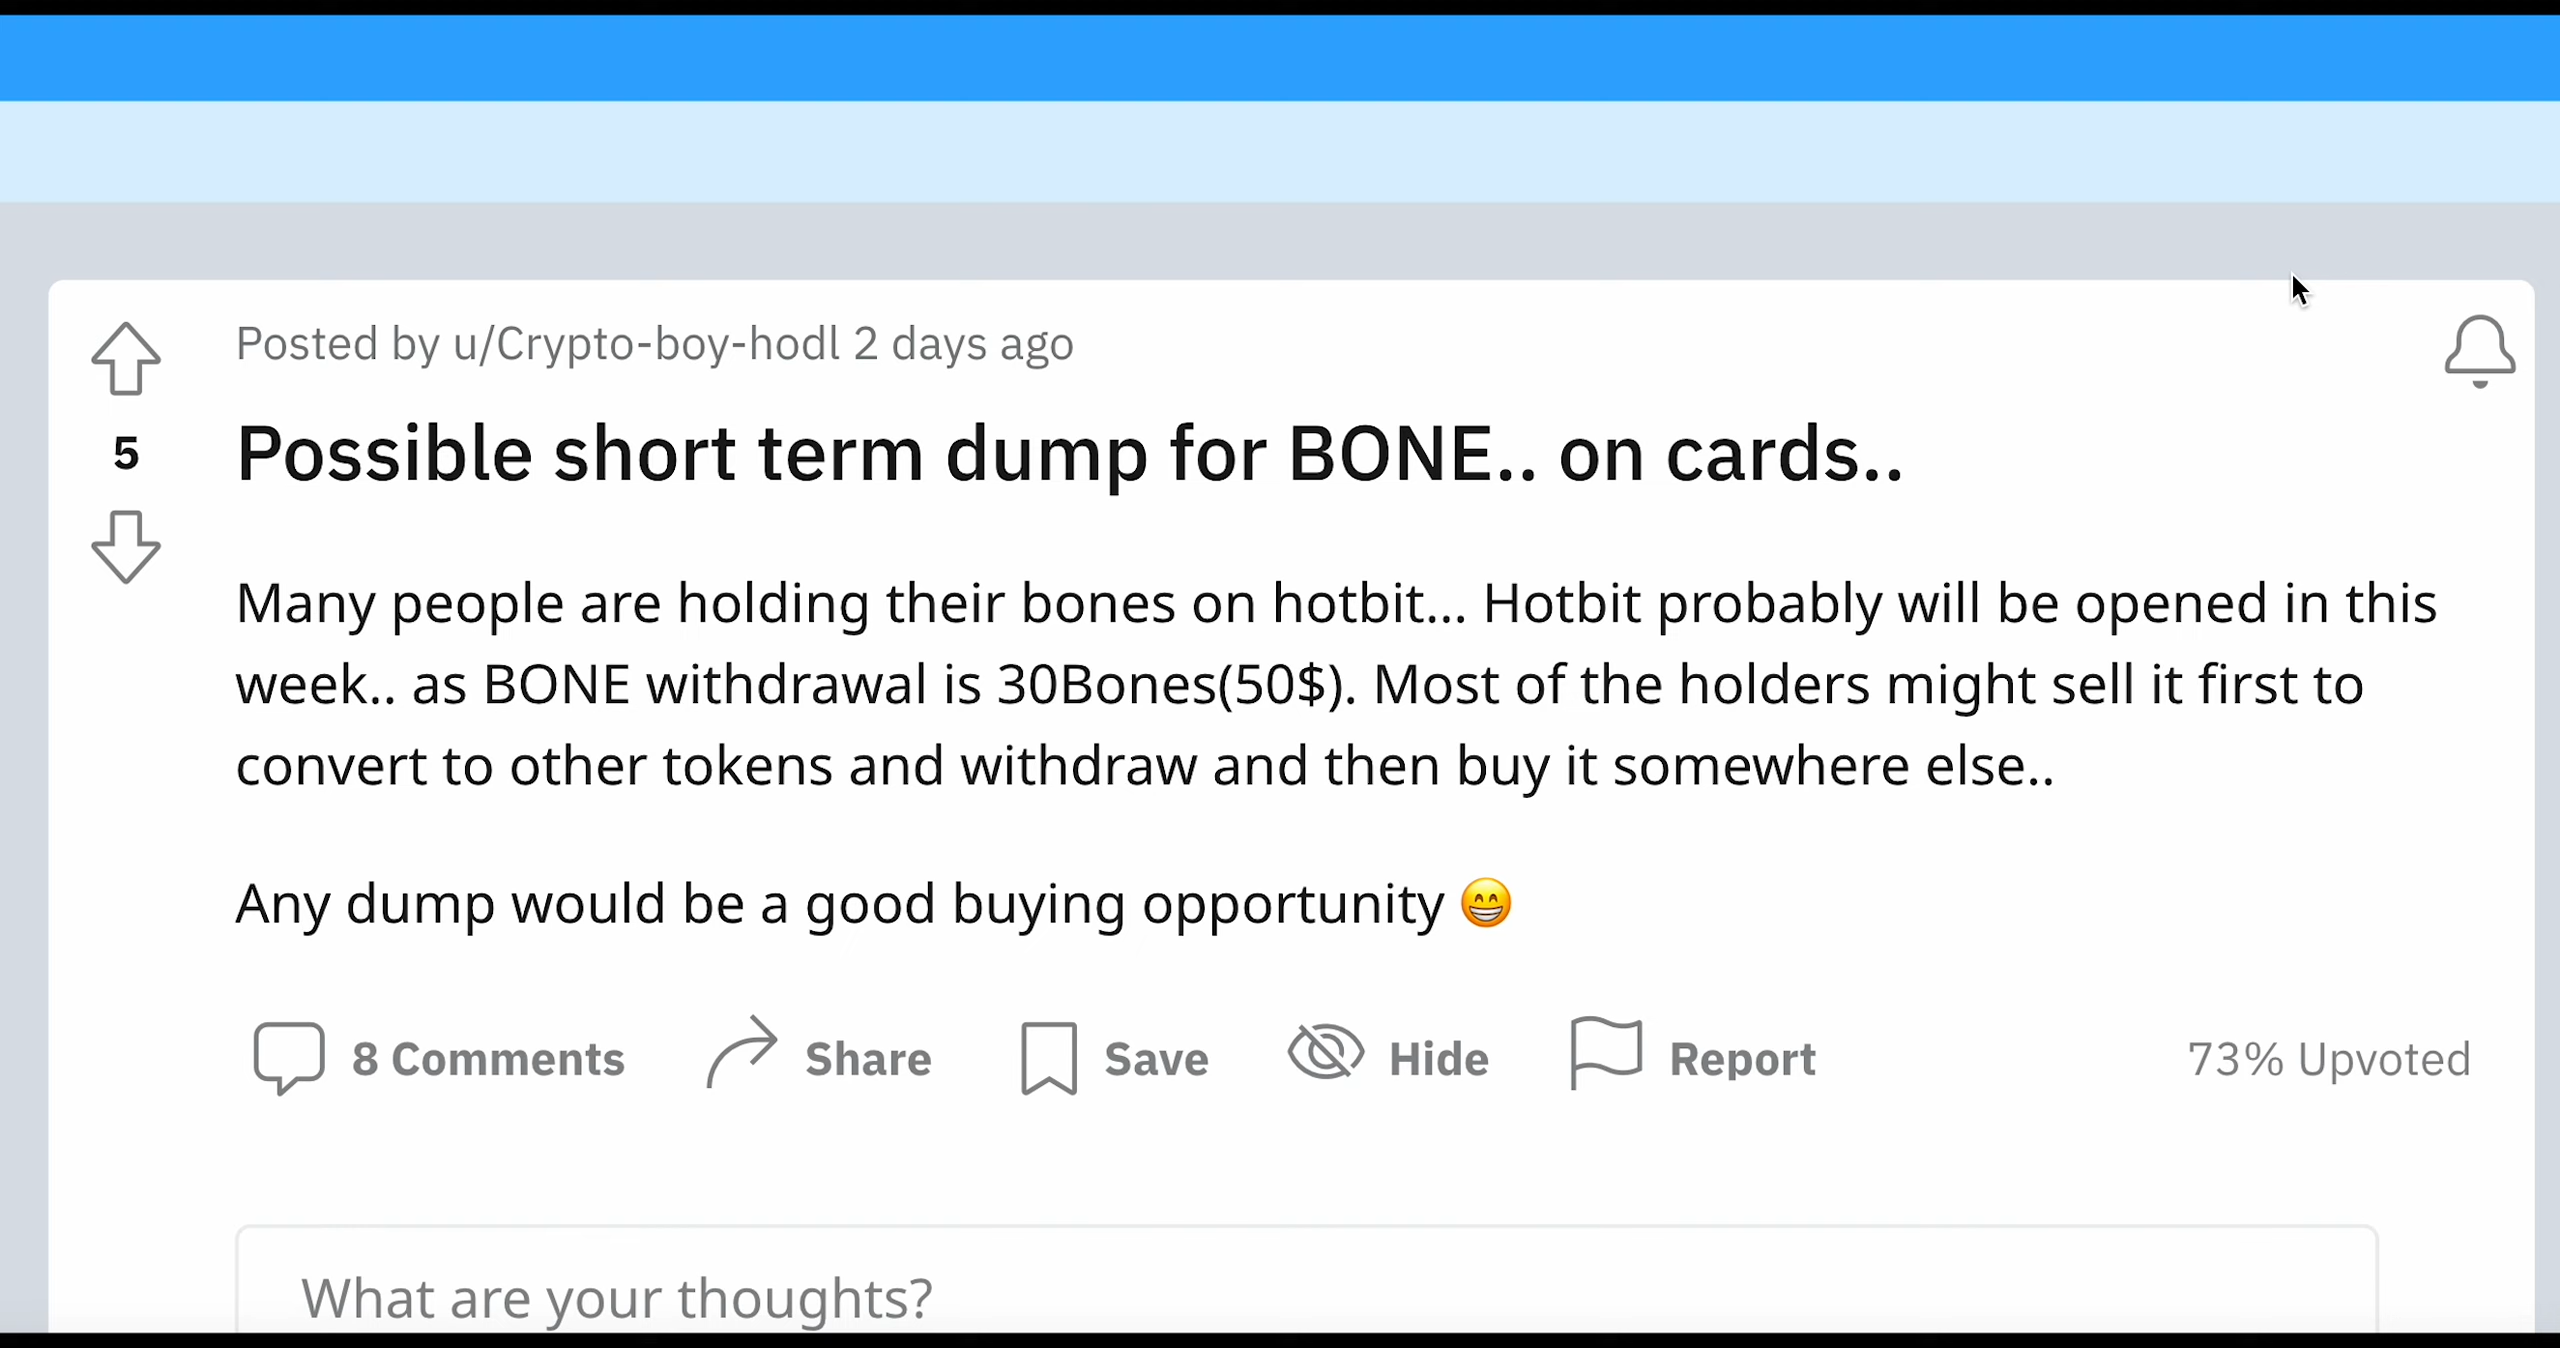 Posted by u/Crypto-boy-hodl 2 days ago
5
Possible short term dump for BONE.. on cards..
Many people are holding their bones on hotbit... Hotbit probably will be opened in this
week.. as BONE withdrawal is 30Bones(50$). Most of the holders might sell it first to
convert to other tokens and withdraw and then buy it somewhere else..
Any dump would be a good buying opportunity 😁
8 Comments Share Save Hide Report 73% Upvoted
What are your thoughts?